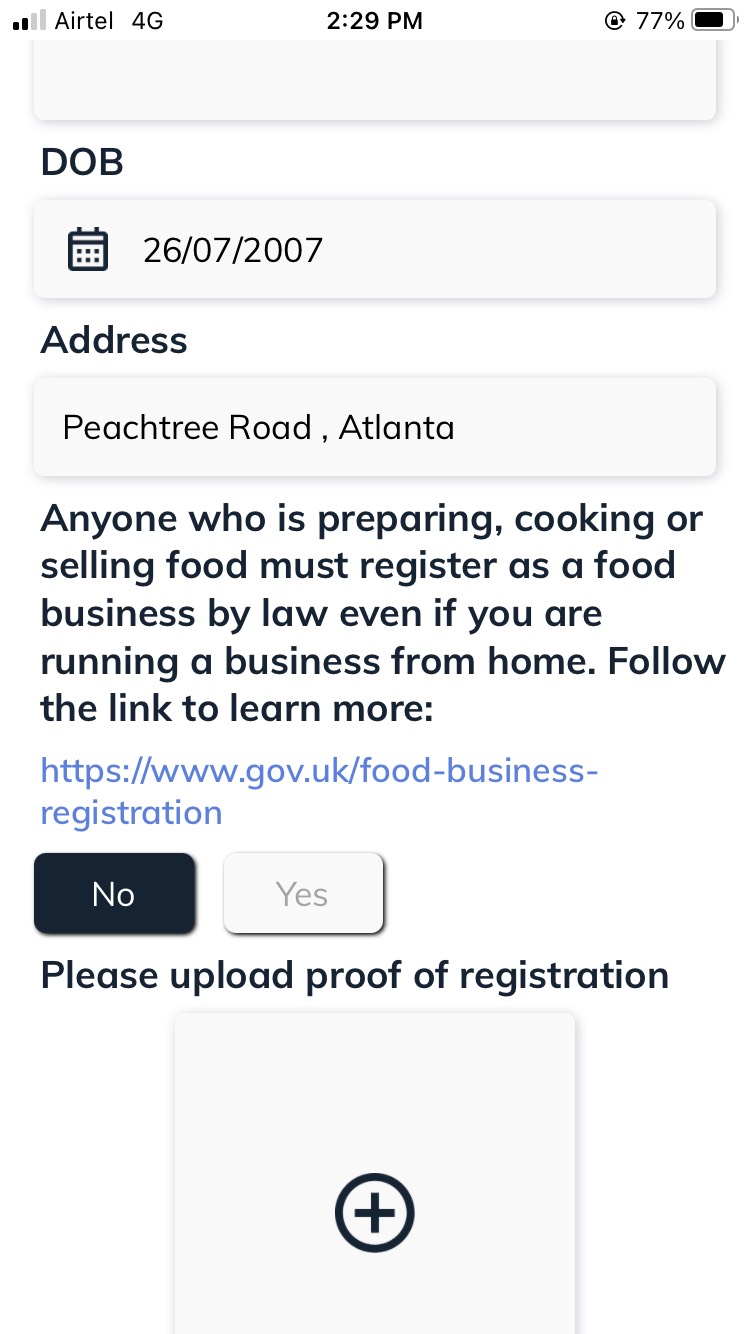 Airtel 4G 2:29 PM 77%
DOB
26/07/2007
Address
Peachtree Road , Atlanta
Anyone who is preparing, cooking or
selling food must register as a food
business by law even if you are
running a business from home. Follow
the link to learn more:
https://www.gov.uk/food-business-
registration
No Yes
Please upload proof of registration